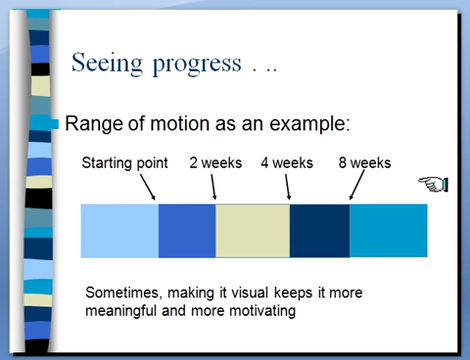 Seeing progress . ..
Range of motion as an example:
Starting point 2 weeks 4 weeks 8 weeks
Sometimes, making it visual keeps it more
meaningful and more motivating